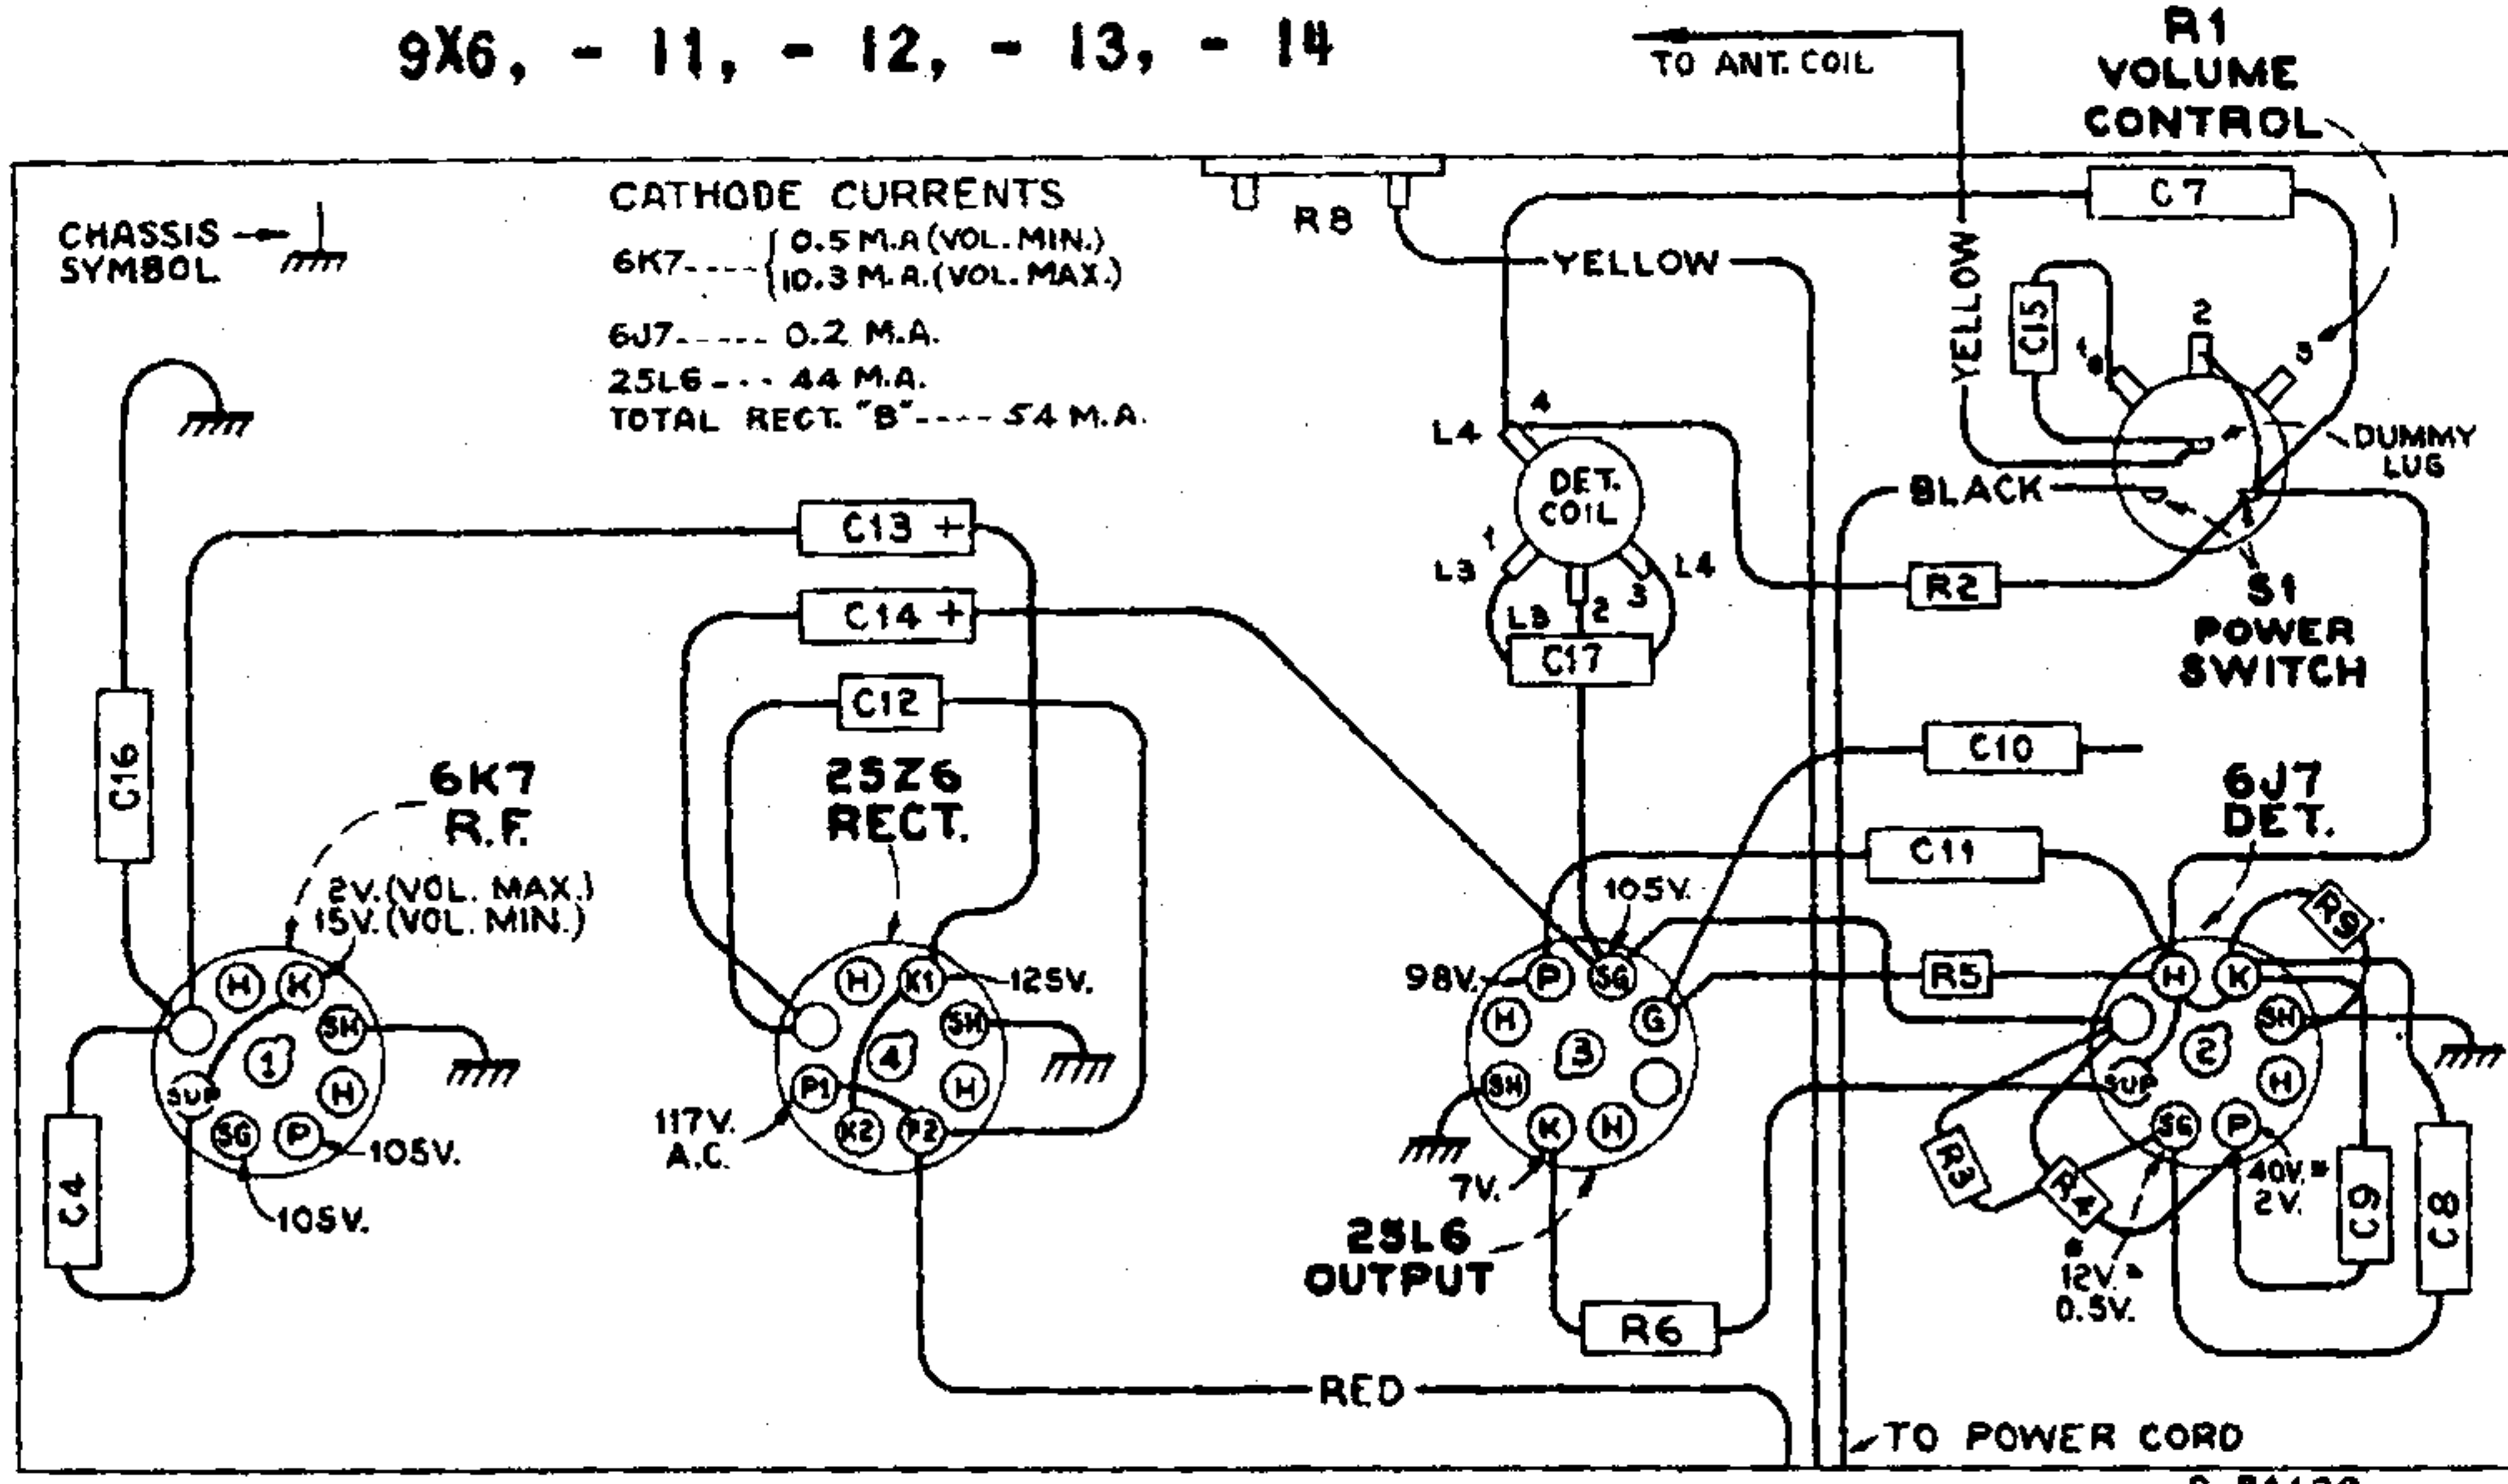 9X6, - 11, - 12, - 13, - 14
TO ANT. COIL
R1
VOLUME
CONTROL
CHASSIS
SYMBOL
CATHODE CURRENTS
6K7---- { 0.5 M.A (VOL. MIN.)
10.3 M.A. (VOL. MAX.)
6J7----- 0.2 M.A.
25L6--- 44 M.A.
TOTAL RECT. "B"---- 54 M.A.
R8
YELLOW
C7
YELLOW
C15
1
2
3
DUMMY
LUG
BLACK
S1
POWER
SWITCH
4
L4
DET.
COIL
1
L3
L3
2
3
L4
C17
R2
C13 +
C14 +
C12
C16
C10
C11
6K7
R.F.
2V. (VOL. MAX.)
15V. (VOL. MIN.)
H
K
SH
1
SUP
H
SG
P
105V.
105V.
C4
25Z6
RECT.
H
K1
125V.
SH
4
P1
H
K2
P2
117V.
A.C.
105V.
98V.
P
SG
H
G
3
SH
K
H
7V.
25L6
OUTPUT
R5
R6
6J7
DET.
R9
H
K
SH
2
SUP
H
SG
P
R3
R4
40V.*
2V.
12V.*
0.5V.
C9
C8
RED
TO POWER CORD